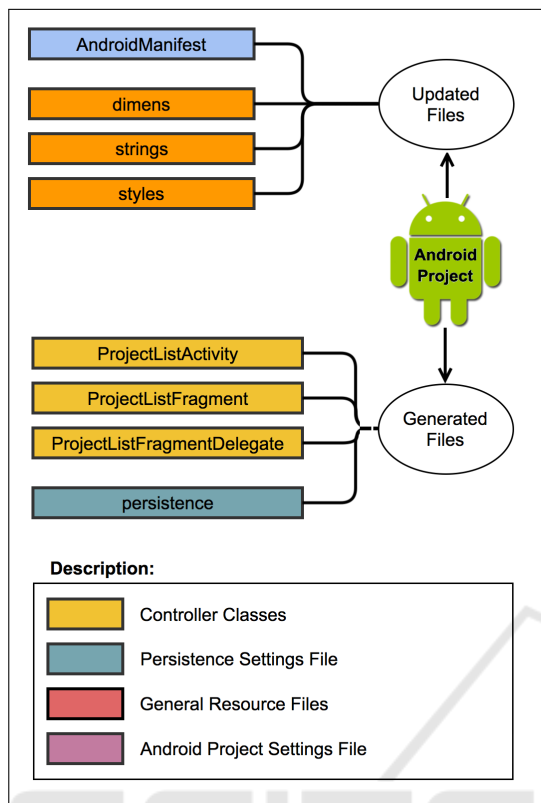 AndroidManifest
dimens
strings
styles
Updated
Files
Android
Project
ProjectListActivity
ProjectListFragment
ProjectListFragmentDelegate
persistence
Generated
Files
Description:
Controller Classes
Persistence Settings File
General Resource Files
Android Project Settings File